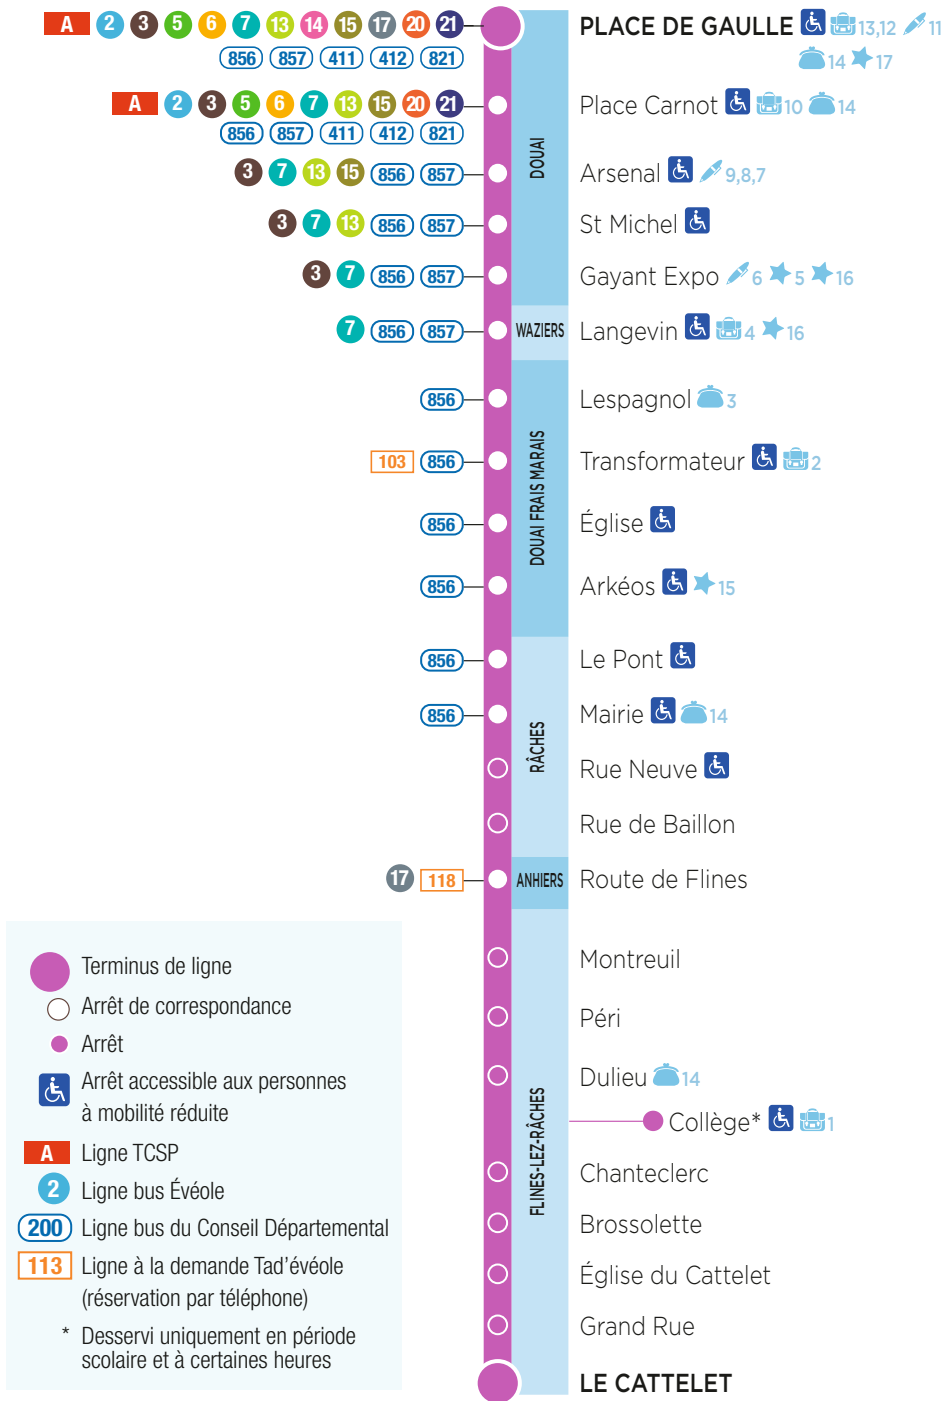 A 2 3 5 6 7 13 14 15 17 20 21 PLACE DE GAULLE 13,12 11
856 857 411 412 821 14 17
A 2 3 5 6 7 13 15 20 21 Place Carnot 10 14
856 857 411 412 821
DOUAI
3 7 13 15 856 857 Arsenal 9,8,7
3 7 13 856 857 St Michel
3 7 856 857 Gayant Expo 6 5 16
7 856 857 WAZIERS Langevin 4 16
856 Lespagnol 3
DOUAI FRAIS MARAIS
103 856 Transformateur 2
856 Église
856 Arkéos 15
856 Le Pont
856 Mairie 14
RÂCHES
Rue Neuve
Rue de Baillon
17 118 ANHIERS Route de Flines
Montreuil
Péri
Dulieu 14
FLINES-LEZ-RÂCHES
Collège* 1
Chanteclerc
Brossolette
Église du Cattelet
Grand Rue
LE CATTELET
Terminus de ligne
Arrêt de correspondance
Arrêt
Arrêt accessible aux personnes
à mobilité réduite
A Ligne TCSP
2 Ligne bus Évéole
200 Ligne bus du Conseil Départemental
113 Ligne à la demande Tad'évéole
(réservation par téléphone)
* Desservi uniquement en période
scolaire et à certaines heures